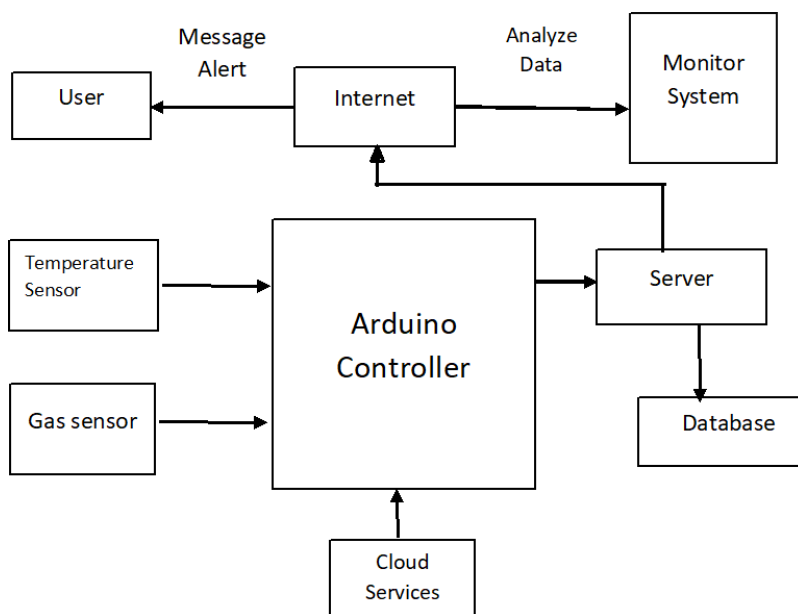 Message
Alert
Analyze
Data
User
Internet
Monitor
System
Temperature
Sensor
Arduino
Controller
Server
Gas sensor
Database
Cloud
Services